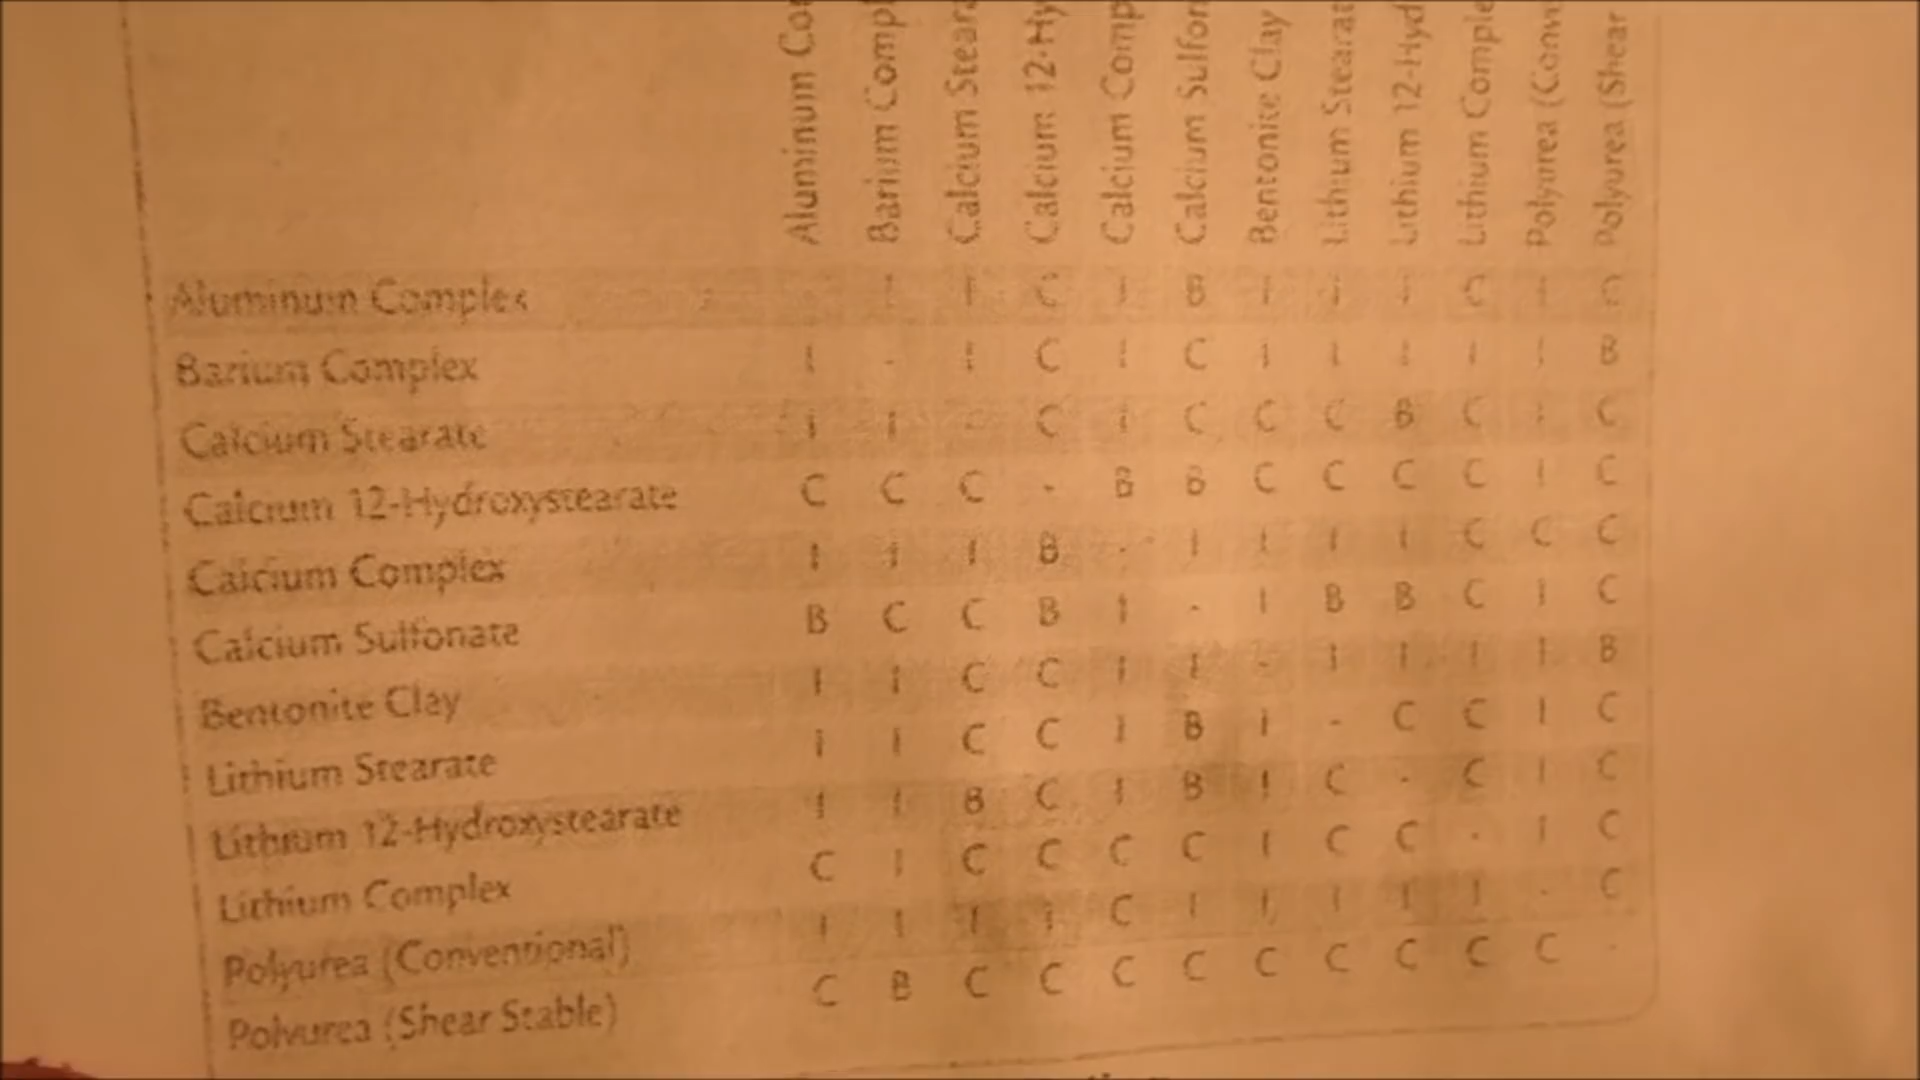 Aluminum Co
Barium Comp
Calcium Stear
Calcium 12-Hy
Calcium Comp
Calcium Sulfon
Bentonite Clay
Lithium Stearat
Lithium 12-Hyd
Lithium Comple
Polyurea (Conv
Polyurea (Shear
Aluminum Complex I I C I B I I I C I C
Barium Complex I - I C I C I I I I I B
Calcium Stearate I I - C I C C C B C I C
Calcium 12-Hydroxystearate C C C - B B C C C C I C
Calcium Complex I I I B - I I I I C C C
Calcium Sulfonate B C C B I - I B B C I C
Bentonite Clay I I C C I I - I I I I B
Lithium Stearate I I C C I B I - C C I C
Lithium 12-Hydroxystearate I I B C I B I C - C I C
Lithium Complex C I C C C C I C C - I C
Polyurea (Conventional) I I I I C I I I I I - C
Polyurea (Shear Stable) C B C C C C C C C C C -